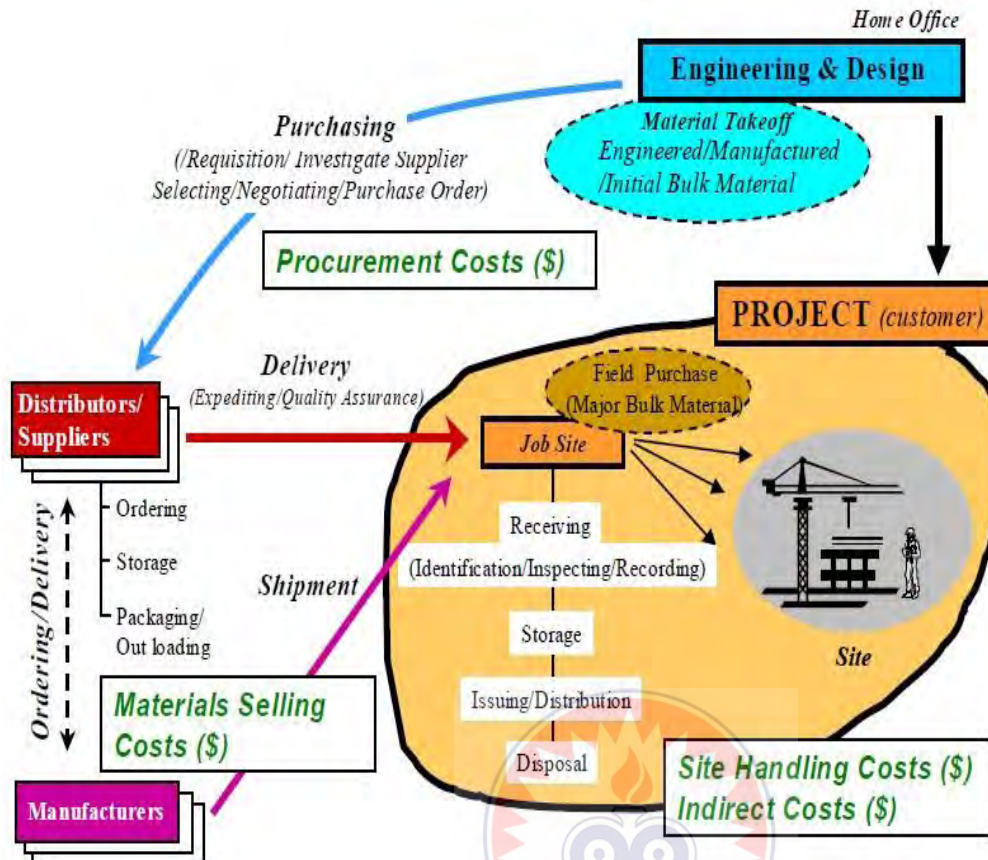 Home Office
Engineering & Design
Material Takeoff
Engineered/Manufactured
/Initial Bulk Material
Purchasing
(/Requisition/ Investigate Supplier
Selecting/Negotiating/Purchase Order)
Procurement Costs ($)
PROJECT (customer)
Delivery
(Expediting/Quality Assurance)
Field Purchase
(Major Bulk Material)
Distributors/
Suppliers
Job Site
Ordering
Storage
Packaging/
Out loading
Ordering/Delivery
Shipment
Receiving
(Identification/Inspecting/Recording)
Storage
Issuing/Distribution
Disposal
Site
Materials Selling
Costs ($)
Site Handling Costs ($)
Indirect Costs ($)
Manufacturers